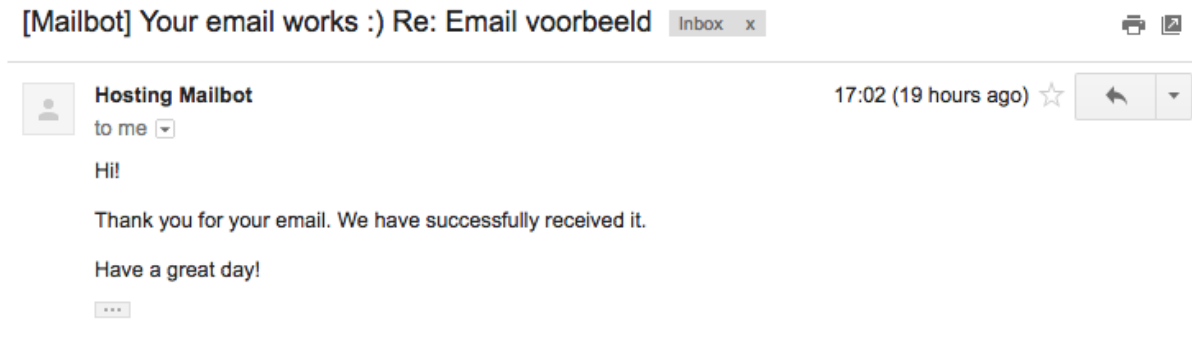 [Mailbot] Your email works :) Re: Email voorbeeld Inbox x
Hosting Mailbot 17:02 (19 hours ago)
to me
Hi!
Thank you for your email. We have successfully received it.
Have a great day!